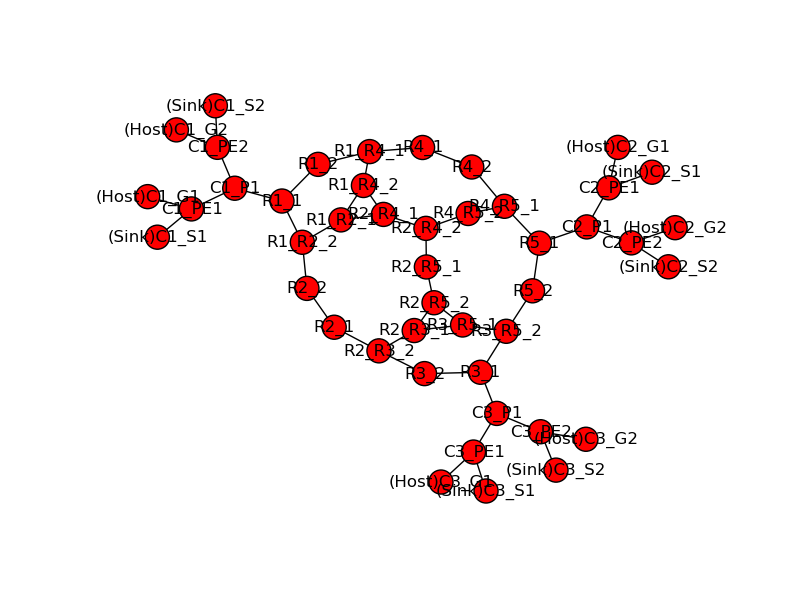 (Sink)C1_S2
(Host)C1_G2
C1_PE2
R1_2
R1_R4_1
R4_1
R4_2
(Host)C2_G1
(Sink)C2_S1
C2_PE1
(Host)C1_G1
C1_P1
C1_PE1
R1_1
R1_R4_2
R4_R5_1
R4_R5_2
R2_R4_1
R1_R2_1
R2_R4_2
C2_P1
(Host)C2_G2
C2_PE2
(Sink)C1_S1
R1_R2_2
R5_1
R2_R5_1
(Sink)C2_S2
R2_2
R5_2
R2_R5_2
R2_1
R2_R3_1
R3_R5_1
R3_R5_2
R2_R3_2
R3_2
R3_1
C3_P1
C3_PE2
(Host)C3_G2
C3_PE1
(Sink)C3_S2
(Host)C3_G1
(Sink)C3_S1